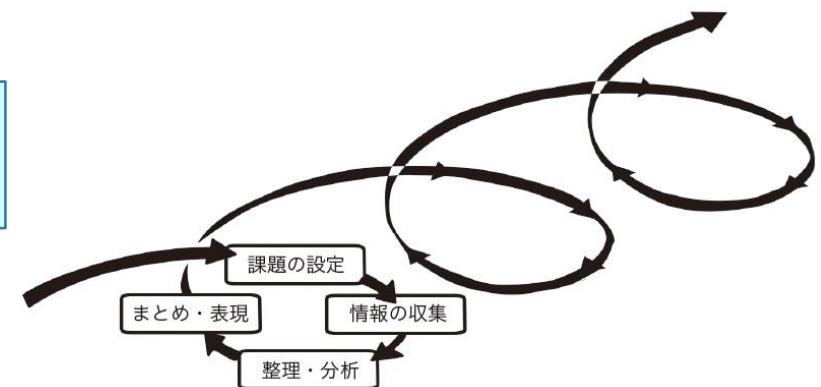 課題の設定
まとめ・表現
情報の収集
整理・分析